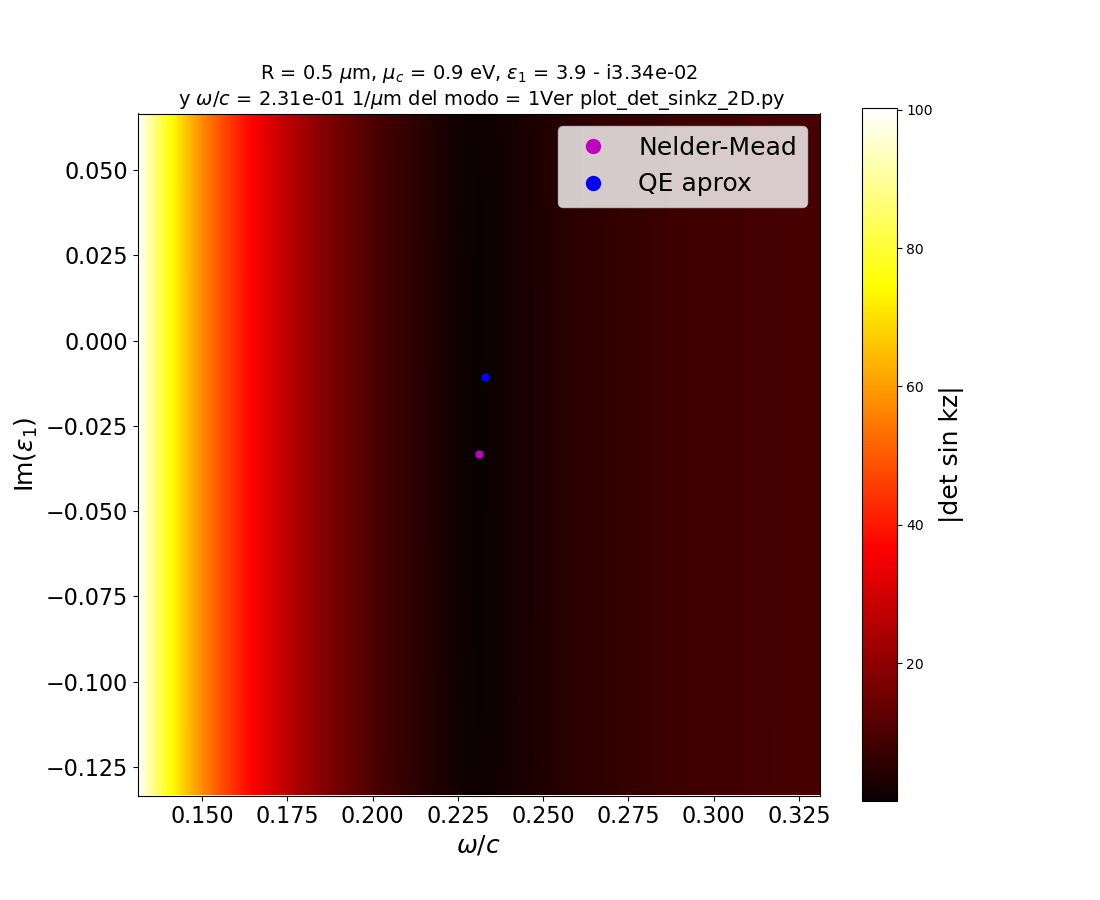 R = 0.5 μm, μc = 0.9 eV, ε1 = 3.9 - i3.34e-02
y ω/c = 2.31e-01 1/μm del modo = 1Ver plot_det_sinkz_2D.py
Nelder-Mead
QE aprox
0.050
0.025
0.000
−0.025
−0.050
−0.075
−0.100
−0.125
Im(ε1)
0.150 0.175 0.200 0.225 0.250 0.275 0.300 0.325
ω/c
100
80
60
40
20
|det sin kz|